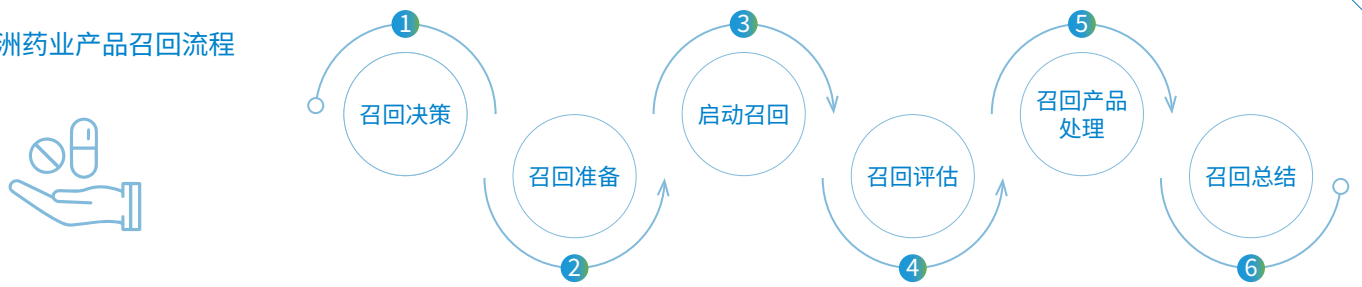 洲药业产品召回流程
1
召回决策
2
召回准备
3
启动召回
4
召回评估
5
召回产品
处理
6
召回总结